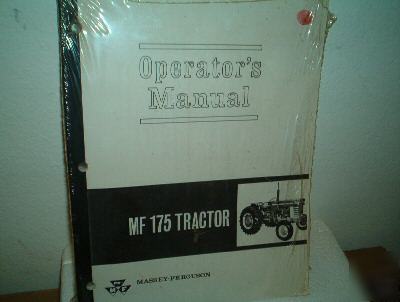 Operator's
Manual
MF 175 TRACTOR
MASSEY-FERGUSON